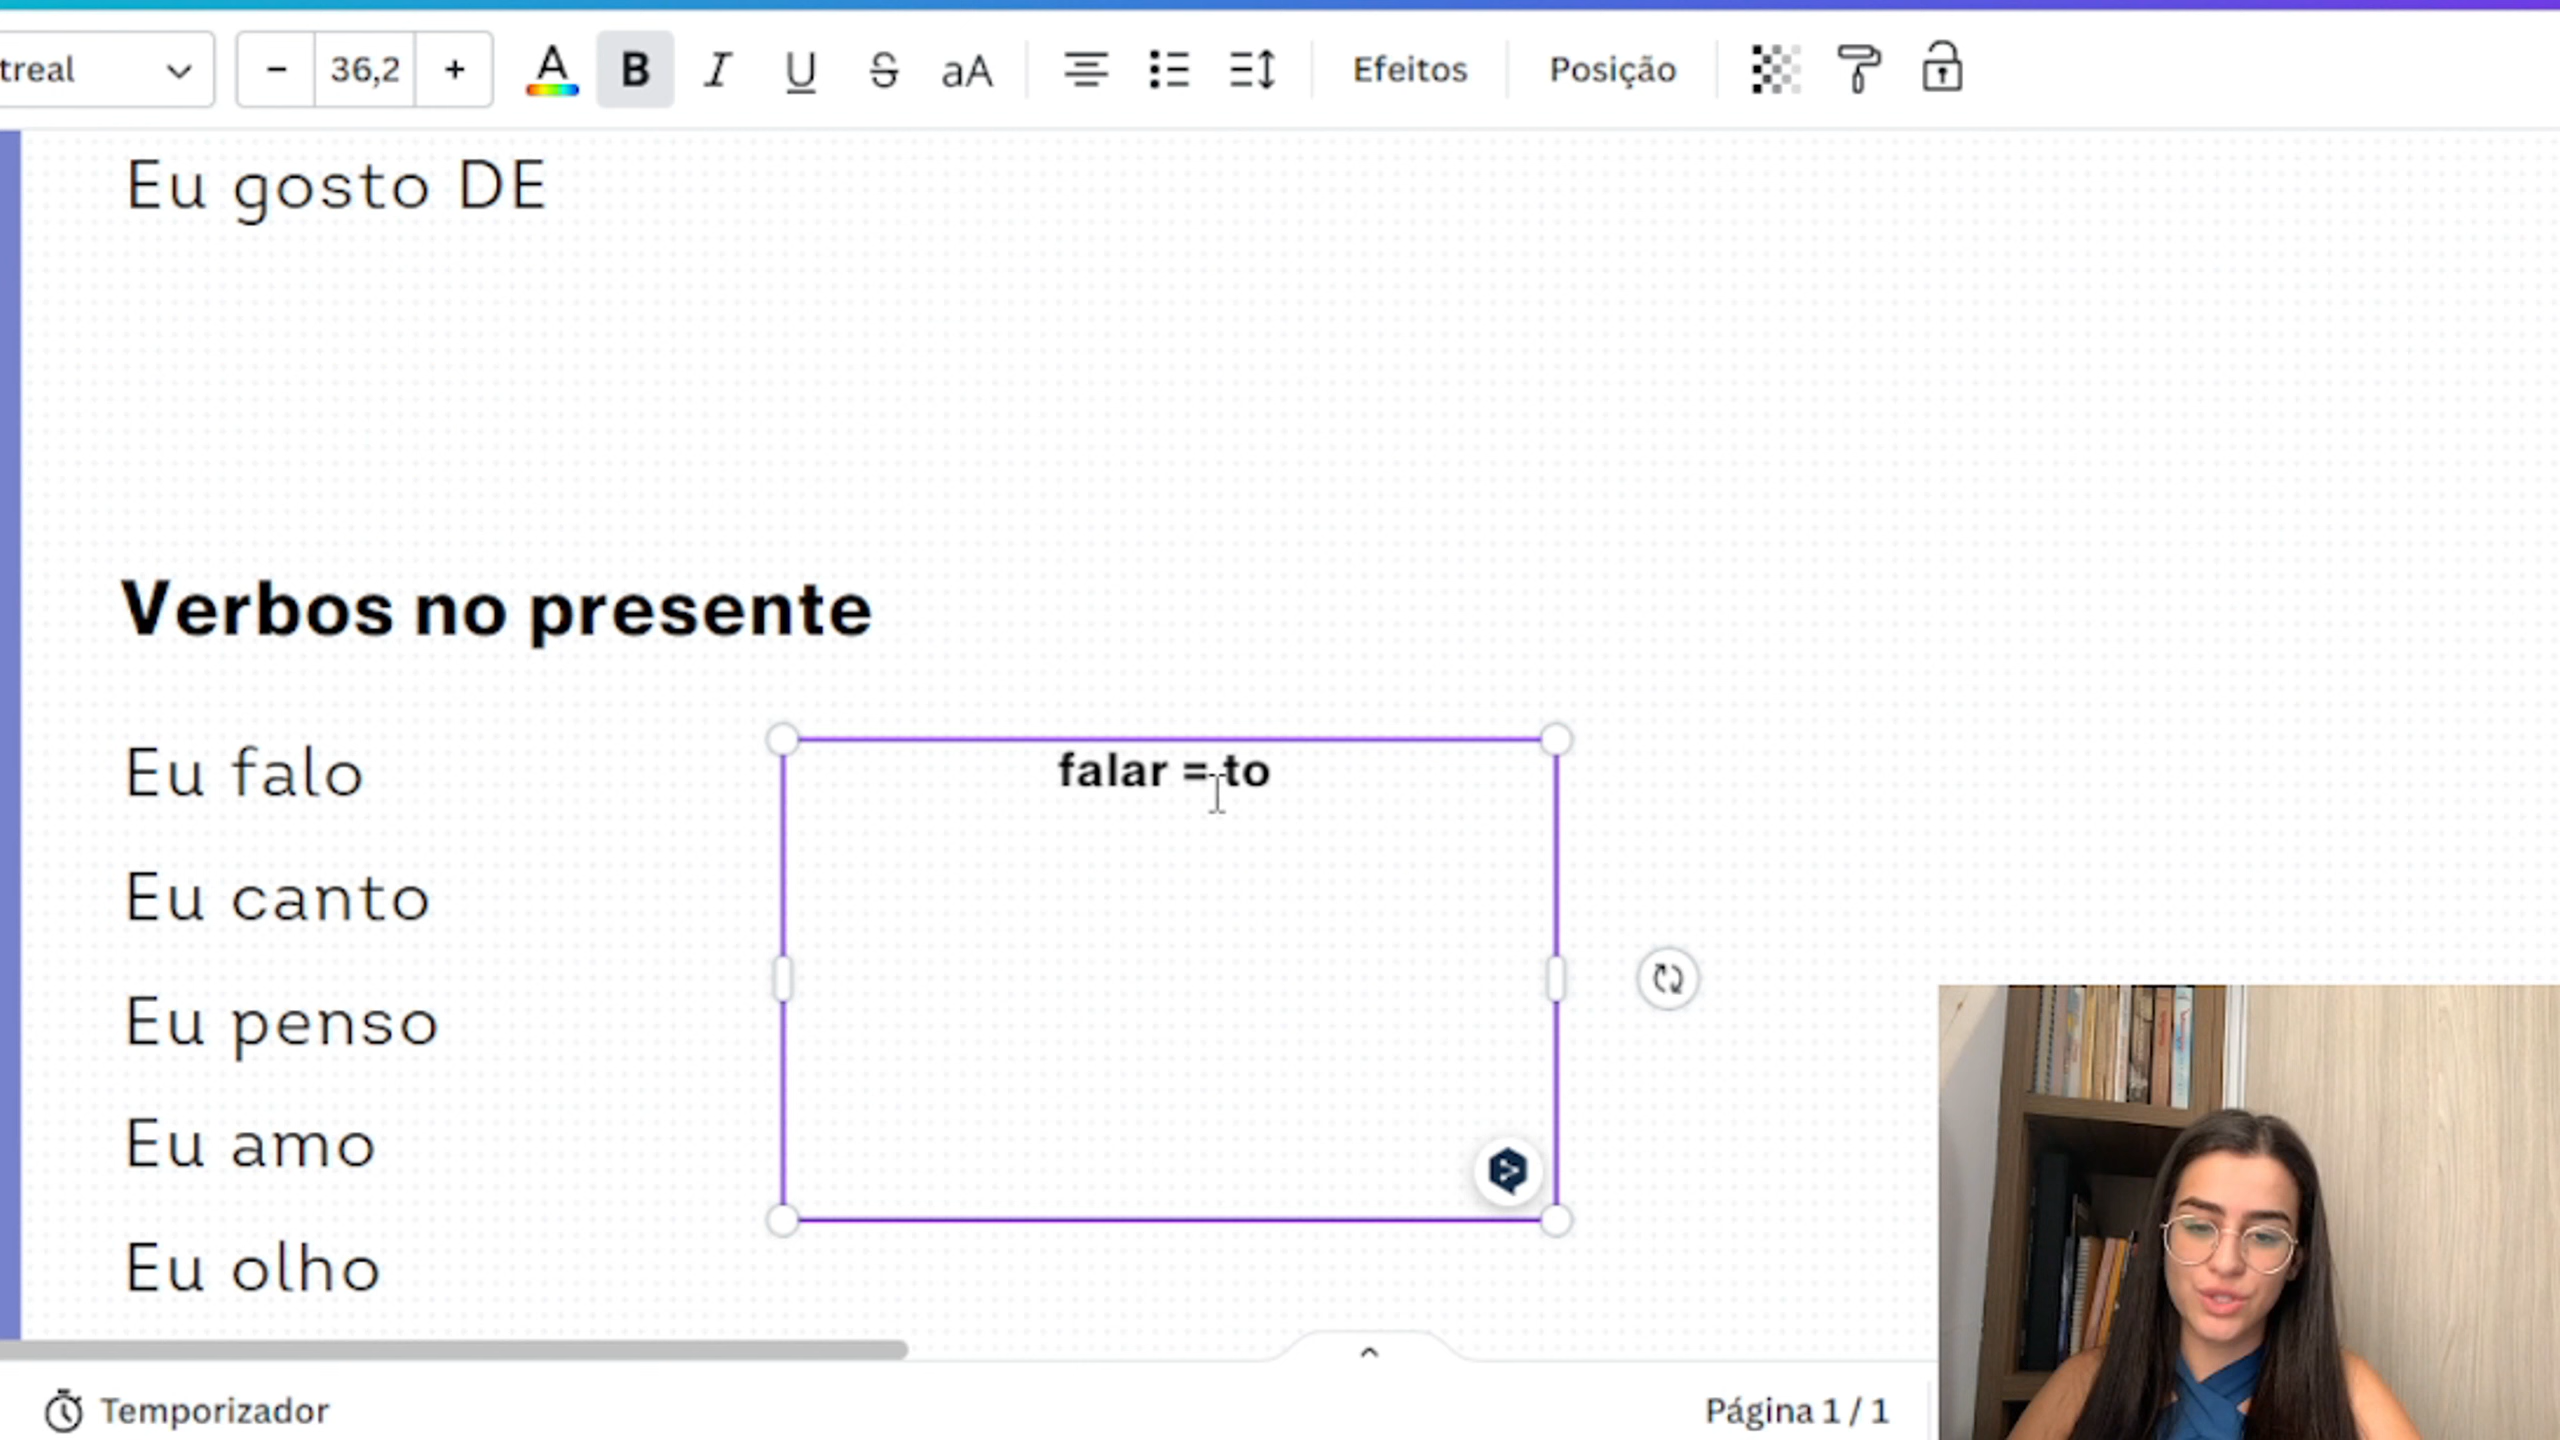 treal
− 36,2 +
A B I U S aA
Efeitos
Posição
Eu gosto DE
Verbos no presente
Eu falo
falar = to
Eu canto
Eu penso
Eu amo
Eu olho
Temporizador
Página 1 / 1